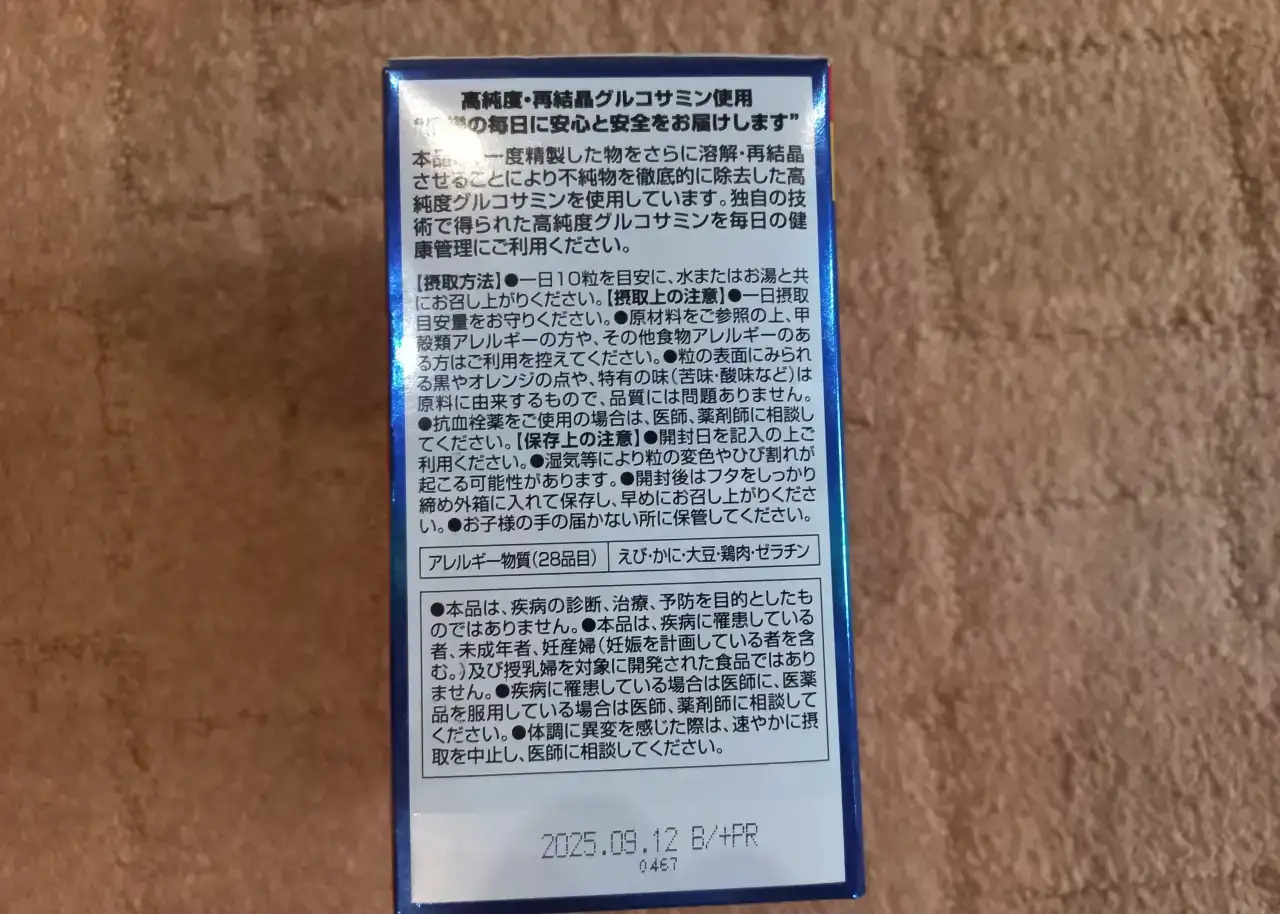 高純度・再結晶グルコサミン使用
の毎日に安心と安全をお届けします”
本品 一度精製した物をさらに溶解・再結晶
させることにより不純物を徹底的に除去した高
純度グルコサミンを使用しています。独自の技
術で得られた高純度グルコサミンを毎日の健
康管理にご利用ください。
【摂取方法】●一日10粒を目安に、水またはお湯と共
にお召し上がりください。【摂取上の注意】●一日摂取
目安量をお守りください。●原材料をご参照の上、甲
殻類アレルギーの方や、その他食物アレルギーのあ
る方はご利用を控えてください。●粒の表面にみられ
る黒やオレンジの点や、特有の味(苦味・酸味など)は
原料に由来するもので、品質には問題ありません。
●抗血栓薬をご使用の場合は、医師、薬剤師に相談し
てください。【保存上の注意】●開封日を記入の上ご
利用ください。●湿気等により粒の変色やひび割れが
起こる可能性があります。●開封後はフタをしっかり
締め外箱に入れて保存し、早めにお召し上がりくださ
い。●お子様の手の届かない所に保管してください。
アレルギー物質(28品目) えび・かに・大豆・鶏肉・ゼラチン
●本品は、疾病の診断、治療、予防を目的としたも
のではありません。●本品は、疾病に罹患している
者、未成年者、妊産婦(妊娠を計画している者を含
む。)及び授乳婦を対象に開発された食品ではあり
ません。●疾病に罹患している場合は医師に、医薬
品を服用している場合は医師、薬剤師に相談して
ください。●体調に異変を感じた際は、速やかに摂
取を中止し、医師に相談してください。
2025.09.12 B/+PR
0467